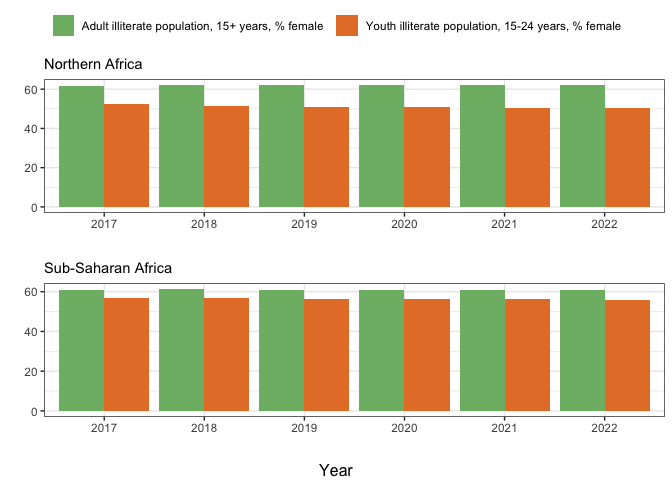 Adult illiterate population, 15+ years, % female Youth illiterate population, 15-24 years, % female
Northern Africa
60
40
20
0
2017 2018 2019 2020 2021 2022
Sub-Saharan Africa
60
40
20
0
2017 2018 2019 2020 2021 2022
Year